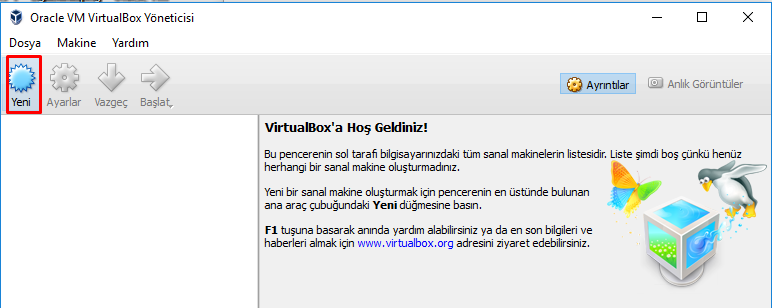 Oracle VM VirtualBox Yöneticisi
Dosya Makine Yardım
Yeni Ayarlar Vazgeç Başlat
Ayrıntılar Anlık Görüntüler
VirtualBox'a Hoş Geldiniz!
Bu pencerenin sol tarafı bilgisayarınızdaki tüm sanal makinelerin listesidir. Liste şimdi boş çünkü henüz
herhangi bir sanal makine oluşturmadınız.
Yeni bir sanal makine oluşturmak için pencerenin en üstünde bulunan
ana araç çubuğundaki Yeni düğmesine basın.
F1 tuşuna basarak anında yardım alabilirsiniz ya da en son bilgileri ve
haberleri almak için www.virtualbox.org adresini ziyaret edebilirsiniz.